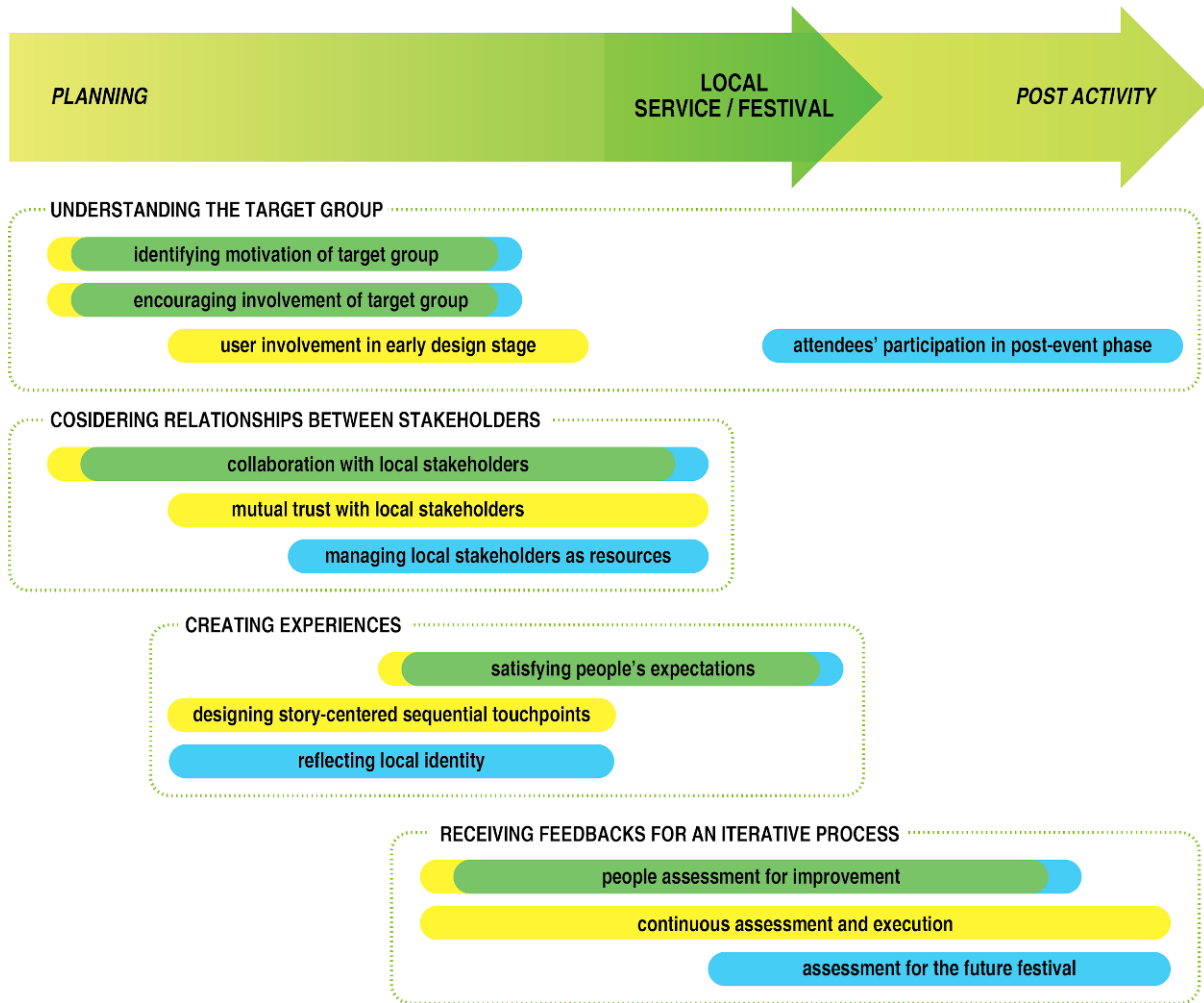 PLANNING
LOCAL
SERVICE / FESTIVAL
POST ACTIVITY
UNDERSTANDING THE TARGET GROUP
identifying motivation of target group
encouraging involvement of target group
user involvement in early design stage
attendees' participation in post-event phase
COSIDERING RELATIONSHIPS BETWEEN STAKEHOLDERS
collaboration with local stakeholders
mutual trust with local stakeholders
managing local stakeholders as resources
CREATING EXPERIENCES
satisfying people's expectations
designing story-centered sequential touchpoints
reflecting local identity
RECEIVING FEEDBACKS FOR AN ITERATIVE PROCESS
people assessment for improvement
continuous assessment and execution
assessment for the future festival